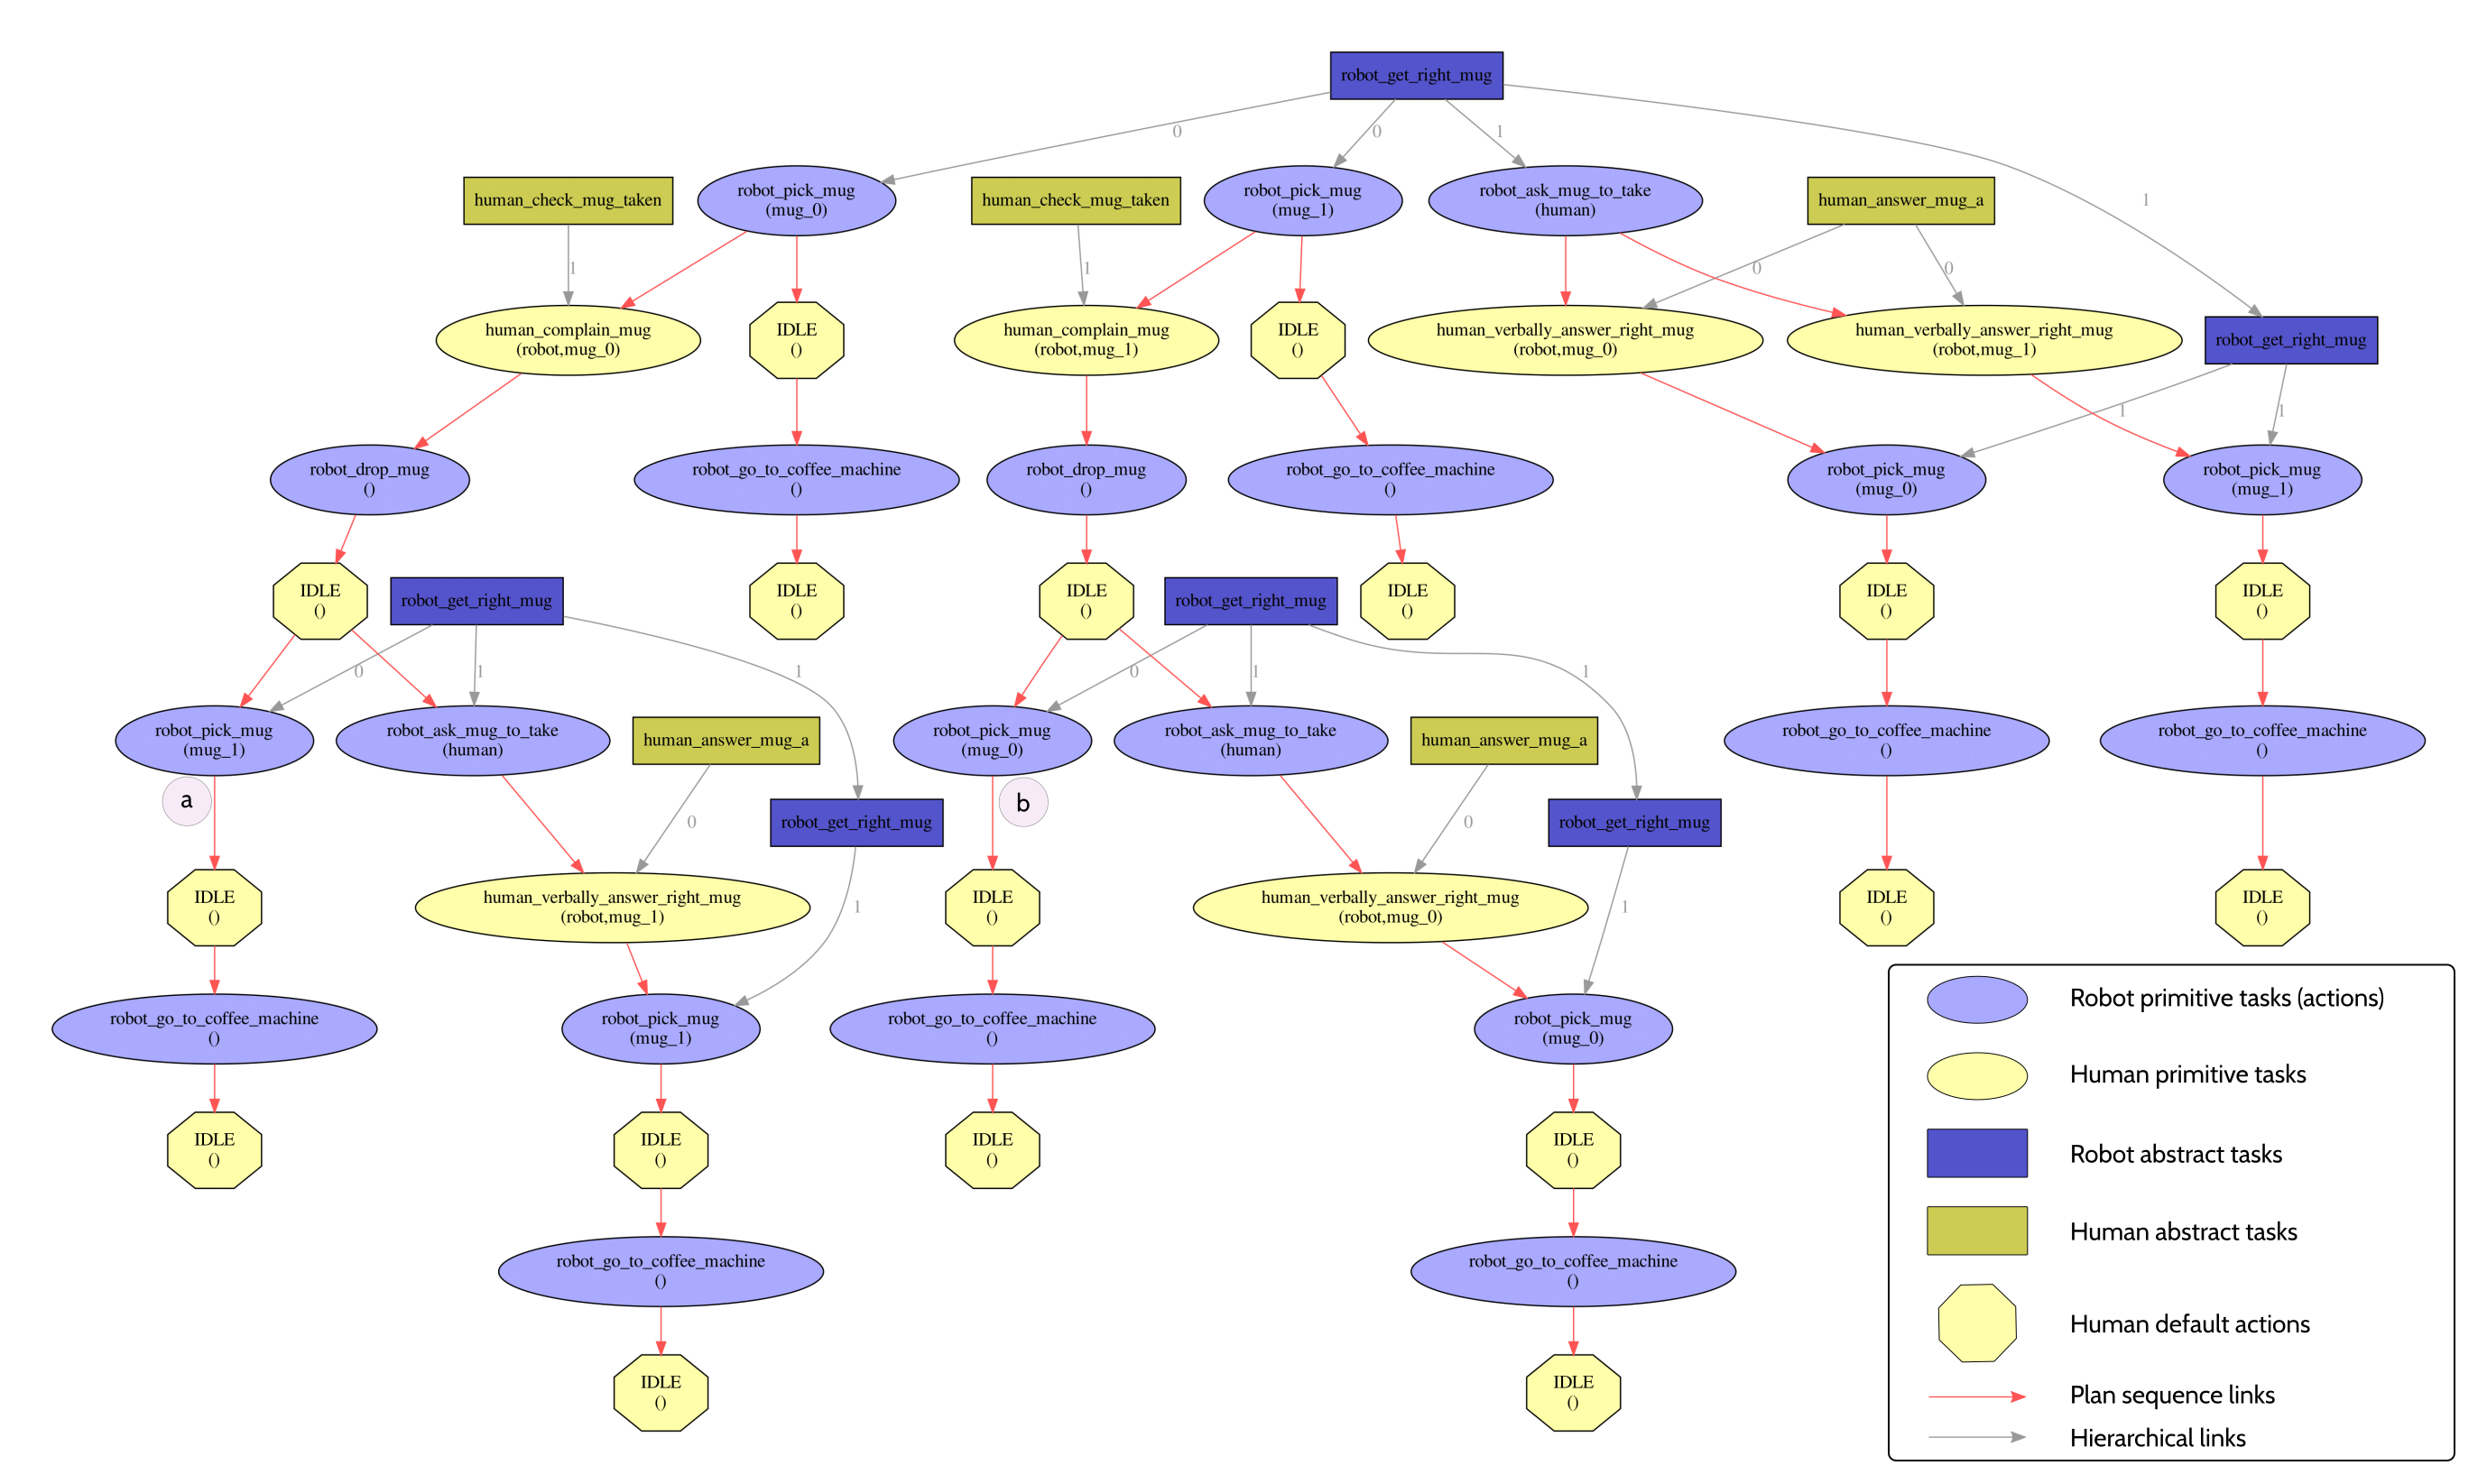 robot_get_right_mug
0
0
1
1
human_check_mug_taken
robot_pick_mug
(mug_0)
human_check_mug_taken
robot_pick_mug
(mug_1)
robot_ask_mug_to_take
(human)
human_answer_mug_a
1
1
0
0
human_complain_mug
(robot,mug_0)
IDLE
()
human_complain_mug
(robot,mug_1)
IDLE
()
human_verbally_answer_right_mug
(robot,mug_0)
human_verbally_answer_right_mug
(robot,mug_1)
robot_get_right_mug
1
1
robot_drop_mug
()
robot_go_to_coffee_machine
()
robot_drop_mug
()
robot_go_to_coffee_machine
()
robot_pick_mug
(mug_0)
robot_pick_mug
(mug_1)
IDLE
()
robot_get_right_mug
IDLE
()
IDLE
()
robot_get_right_mug
IDLE
()
IDLE
()
IDLE
()
0
1
1
0
1
1
robot_pick_mug
(mug_1)
robot_ask_mug_to_take
(human)
human_answer_mug_a
robot_pick_mug
(mug_0)
robot_ask_mug_to_take
(human)
human_answer_mug_a
robot_go_to_coffee_machine
()
robot_go_to_coffee_machine
()
a
0
robot_get_right_mug
b
0
robot_get_right_mug
IDLE
()
human_verbally_answer_right_mug
(robot,mug_1)
1
IDLE
()
human_verbally_answer_right_mug
(robot,mug_0)
1
IDLE
()
IDLE
()
robot_go_to_coffee_machine
()
robot_pick_mug
(mug_1)
robot_go_to_coffee_machine
()
robot_pick_mug
(mug_0)
IDLE
()
IDLE
()
IDLE
()
IDLE
()
robot_go_to_coffee_machine
()
robot_go_to_coffee_machine
()
IDLE
()
IDLE
()
Robot primitive tasks (actions)
Human primitive tasks
Robot abstract tasks
Human abstract tasks
Human default actions
Plan sequence links
Hierarchical links